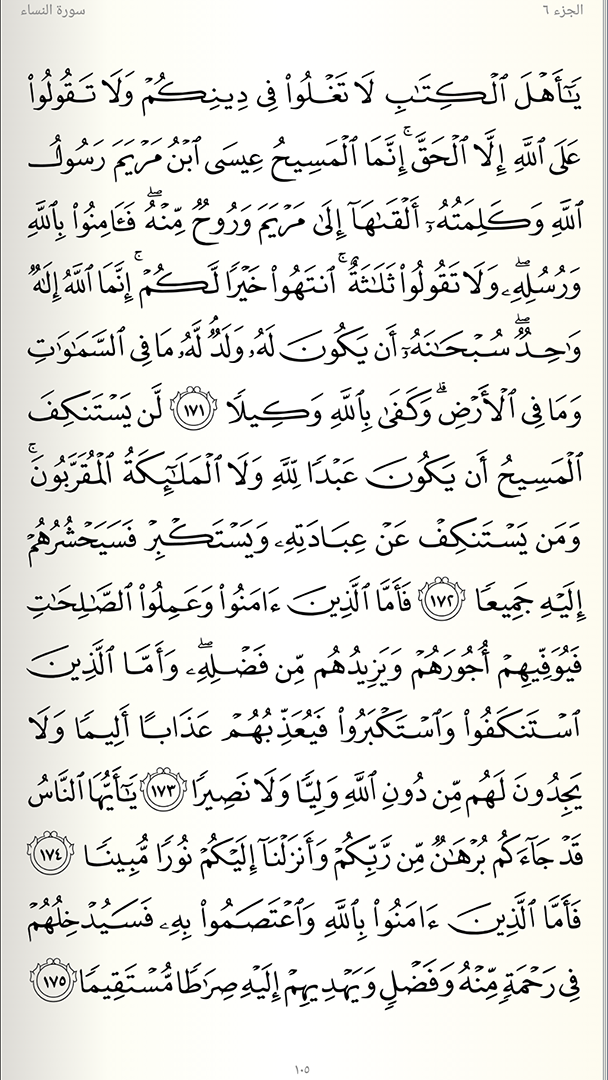 الجزء ٦
سورة النساء
يَـٰٓأَهْلَ ٱلْكِتَـٰبِ لَا تَغْلُوا۟ فِى دِينِكُمْ وَلَا تَقُولُوا۟
عَلَى ٱللَّهِ إِلَّا ٱلْحَقَّ ۚ إِنَّمَا ٱلْمَسِيحُ عِيسَى ٱبْنُ مَرْيَمَ رَسُولُ
ٱللَّهِ وَكَلِمَتُهُۥٓ أَلْقَىٰهَآ إِلَىٰ مَرْيَمَ وَرُوحٌ مِّنْهُ ۖ فَـَٔامِنُوا۟ بِٱللَّهِ
وَرُسُلِهِۦ ۖ وَلَا تَقُولُوا۟ ثَلَـٰثَةٌ ۚ ٱنتَهُوا۟ خَيْرًا لَّكُمْ ۚ إِنَّمَا ٱللَّهُ إِلَـٰهٌ
وَٰحِدٌ ۖ سُبْحَـٰنَهُۥٓ أَن يَكُونَ لَهُۥ وَلَدٌ ۘ لَّهُۥ مَا فِى ٱلسَّمَـٰوَٰتِ
وَمَا فِى ٱلْأَرْضِ ۗ وَكَفَىٰ بِٱللَّهِ وَكِيلًا ١٧١ لَّن يَسْتَنكِفَ
ٱلْمَسِيحُ أَن يَكُونَ عَبْدًا لِّلَّهِ وَلَا ٱلْمَلَـٰٓئِكَةُ ٱلْمُقَرَّبُونَ ۚ
وَمَن يَسْتَنكِفْ عَنْ عِبَادَتِهِۦ وَيَسْتَكْبِرْ فَسَيَحْشُرُهُمْ
إِلَيْهِ جَمِيعًا ١٧٢ فَأَمَّا ٱلَّذِينَ ءَامَنُوا۟ وَعَمِلُوا۟ ٱلصَّـٰلِحَـٰتِ
فَيُوَفِّيهِمْ أُجُورَهُمْ وَيَزِيدُهُم مِّن فَضْلِهِۦ ۖ وَأَمَّا ٱلَّذِينَ
ٱسْتَنكَفُوا۟ وَٱسْتَكْبَرُوا۟ فَيُعَذِّبُهُمْ عَذَابًا أَلِيمًا وَلَا
يَجِدُونَ لَهُم مِّن دُونِ ٱللَّهِ وَلِيًّا وَلَا نَصِيرًا ١٧٣ يَـٰٓأَيُّهَا ٱلنَّاسُ
قَدْ جَآءَكُم بُرْهَـٰنٌ مِّن رَّبِّكُمْ وَأَنزَلْنَآ إِلَيْكُمْ نُورًا مُّبِينًا ١٧٤
فَأَمَّا ٱلَّذِينَ ءَامَنُوا۟ بِٱللَّهِ وَٱعْتَصَمُوا۟ بِهِۦ فَسَيُدْخِلُهُمْ
فِى رَحْمَةٍ مِّنْهُ وَفَضْلٍ وَيَهْدِيهِمْ إِلَيْهِ صِرَٰطًا مُّسْتَقِيمًا ١٧٥
١٠٥